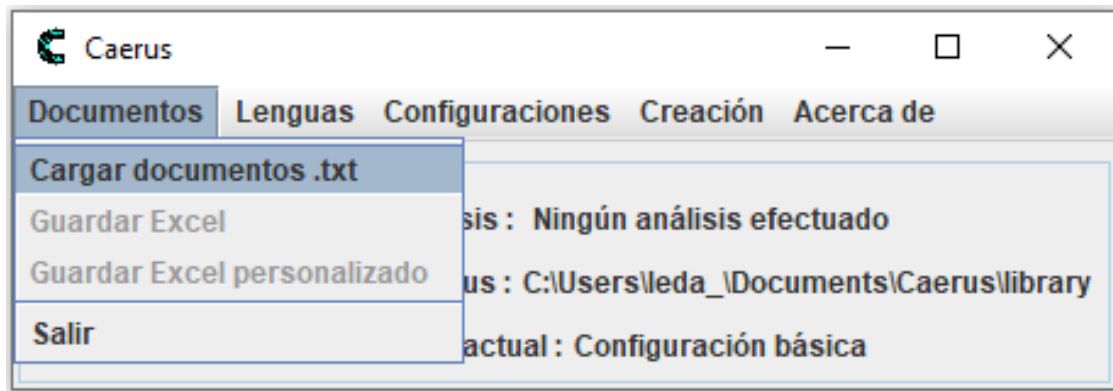 Caerus
Documentos Lenguas Configuraciones Creación Acerca de
Cargar documentos .txt
Guardar Excel
Guardar Excel personalizado
Salir
sis : Ningún análisis efectuado
us : C:\Users\leda_\Documents\Caerus\library
actual : Configuración básica